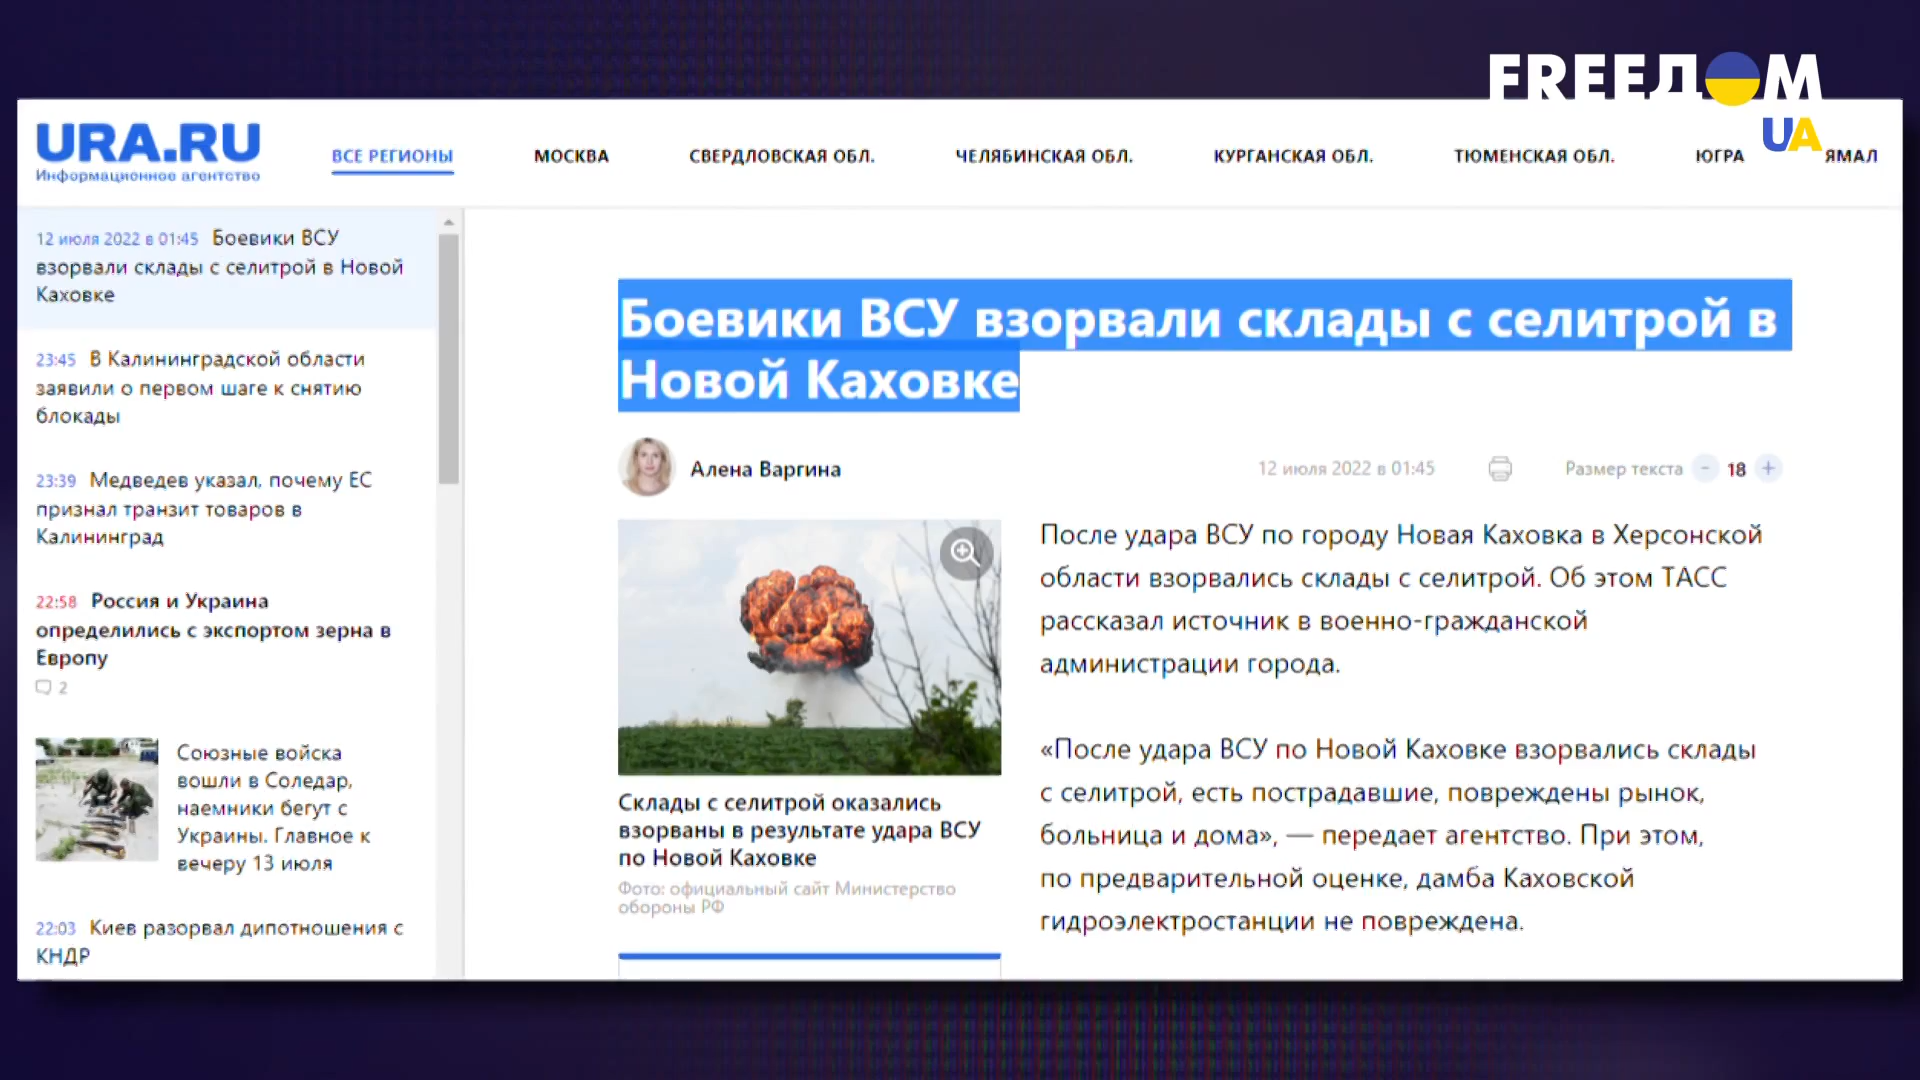 FREEДОM
UA
URA.RU
Информационное агентство
ВСЕ РЕГИОНЫ
МОСКВА
СВЕРДЛОВСКАЯ ОБЛ.
ЧЕЛЯБИНСКАЯ ОБЛ.
КУРГАНСКАЯ ОБЛ.
ТЮМЕНСКАЯ ОБЛ.
ЮГРА
ЯМАЛ
12 июля 2022 в 01:45 Боевики ВСУ
взорвали склады с селитрой в Новой
Каховке
23:45 В Калининградской области
заявили о первом шаге к снятию
блокады
23:39 Медведев указал, почему ЕС
признал транзит товаров в
Калининград
22:58 Россия и Украина
определились с экспортом зерна в
Европу
2
Союзные войска
вошли в Соледар,
наемники бегут с
Украины. Главное к
вечеру 13 июля
22:03 Киев разорвал дипотношения с
КНДР
Боевики ВСУ взорвали склады с селитрой в
Новой Каховке
Алена Варгина
12 июля 2022 в 01:45
Размер текста - 18 +
Склады с селитрой оказались
взорваны в результате удара ВСУ
по Новой Каховке
Фото: официальный сайт Министерство
обороны РФ
После удара ВСУ по городу Новая Каховка в Херсонской
области взорвались склады с селитрой. Об этом ТАСС
рассказал источник в военно-гражданской
администрации города.
«После удара ВСУ по Новой Каховке взорвались склады
с селитрой, есть пострадавшие, повреждены рынок,
больница и дома», — передает агентство. При этом,
по предварительной оценке, дамба Каховской
гидроэлектростанции не повреждена.